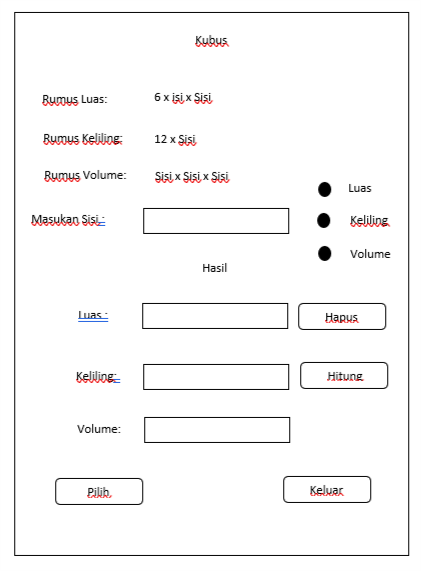 Kubus
Rumus Luas: 6 x isi x Sisi
Rumus Keliling: 12 x Sisi
Rumus Volume: Sisi x Sisi x Sisi
Luas
Masukan Sisi : Keliling
Volume
Hasil
Luas : Hapus
Keliling: Hitung
Volume:
Pilih Keluar